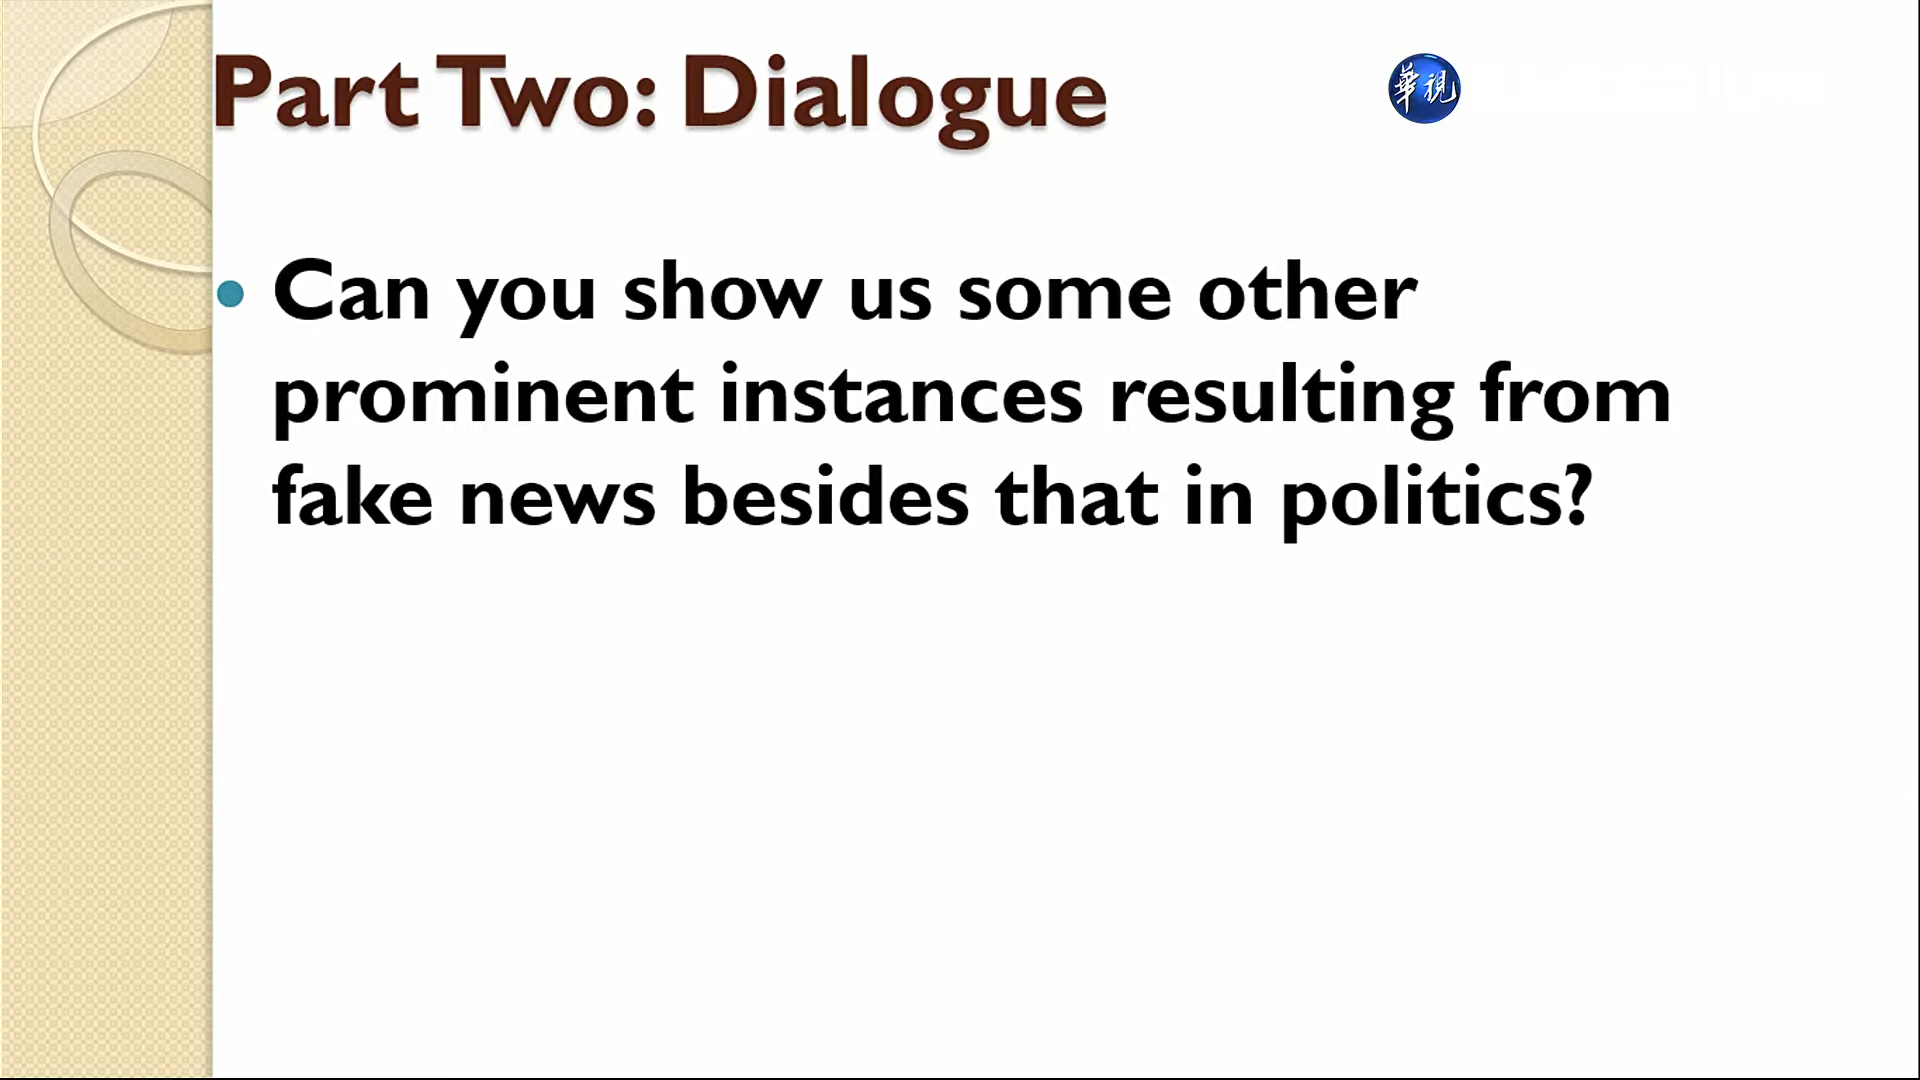 Part Two: Dialogue
華視
• Can you show us some other
prominent instances resulting from
fake news besides that in politics?